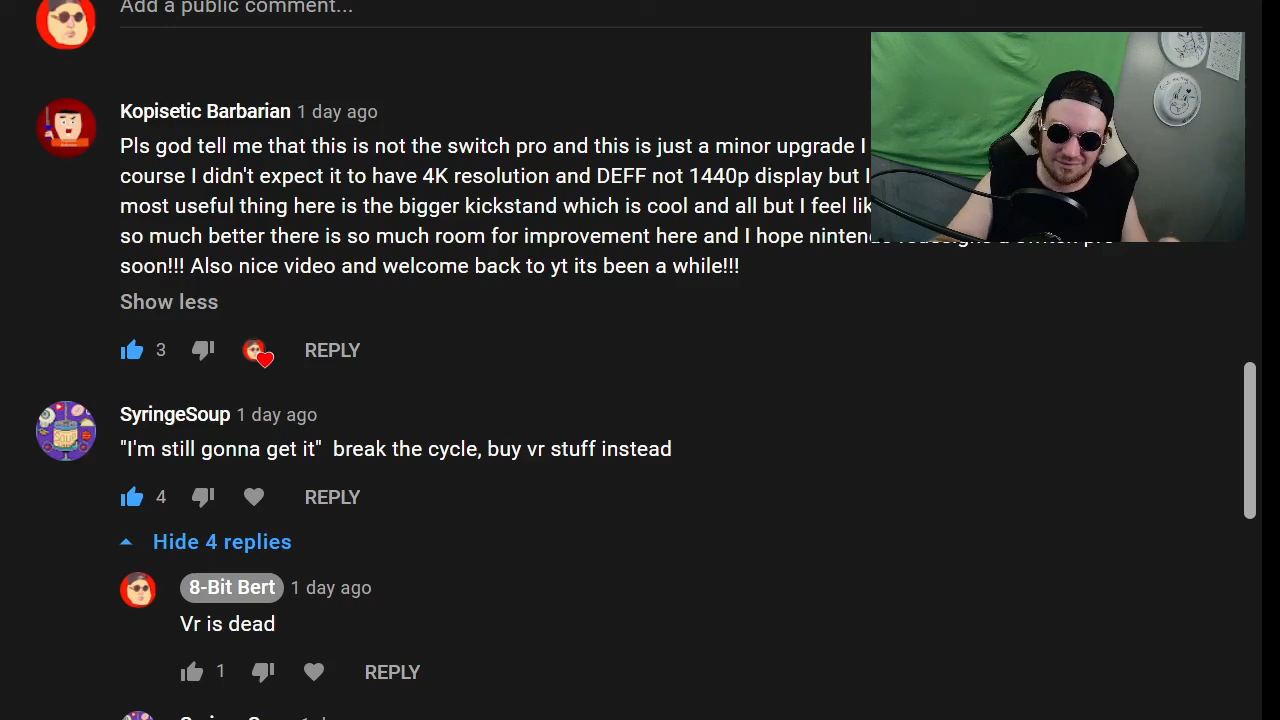 Add a public comment...
Kopisetic Barbarian 1 day ago
Pls god tell me that this is not the switch pro and this is just a minor upgrade I
course I didn't expect it to have 4K resolution and DEFF not 1440p display but I
most useful thing here is the bigger kickstand which is cool and all but I feel
so much better there is so much room for improvement here and I hope
soon!!! Also nice video and welcome back to yt its been a while!!!
Show less
3 REPLY
SyringeSoup 1 day ago
"I'm still gonna get it"  break the cycle, buy vr stuff instead
4 REPLY
Hide 4 replies
8-Bit Bert 1 day ago
Vr is dead
1 REPLY